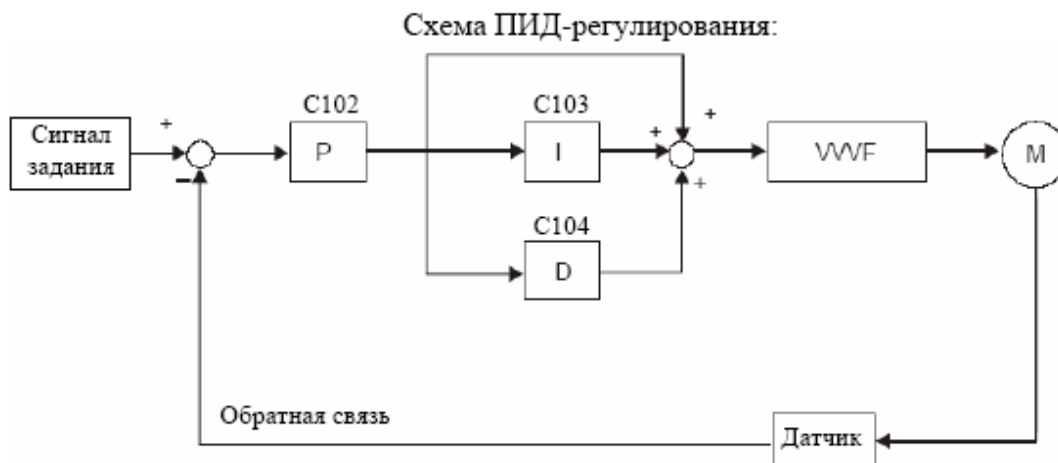 Схема ПИД-регулирования:
C102
C103
Сигнал
задания
+
−
P
I
+
+
+
VVVF
M
C104
D
Обратная связь
Датчик